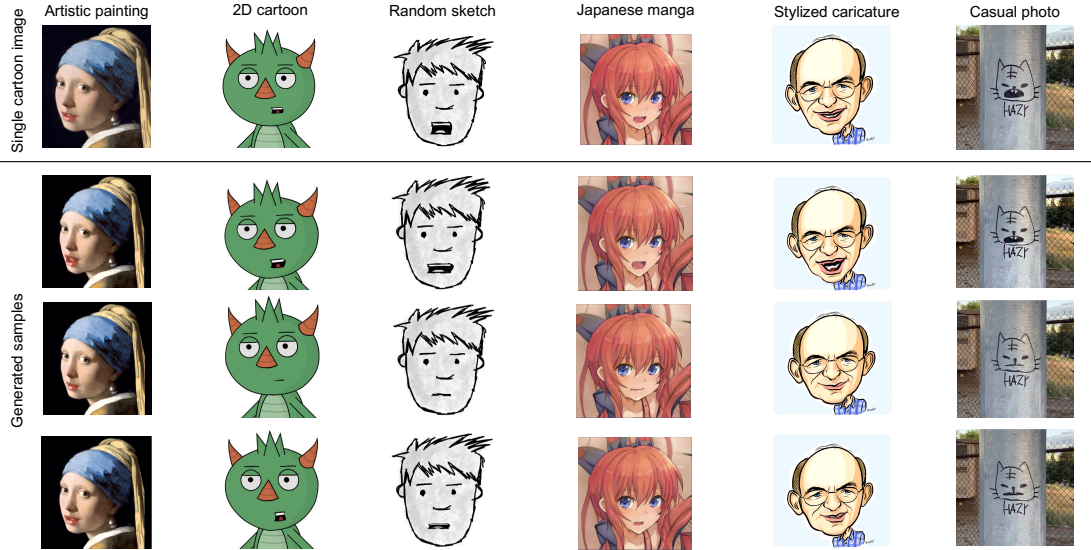 Artistic painting
2D cartoon
Random sketch
Japanese manga
Stylized caricature
Casual photo
Single cartoon image
HAZY
Generated samples
HAZY
HAZY
HAZY